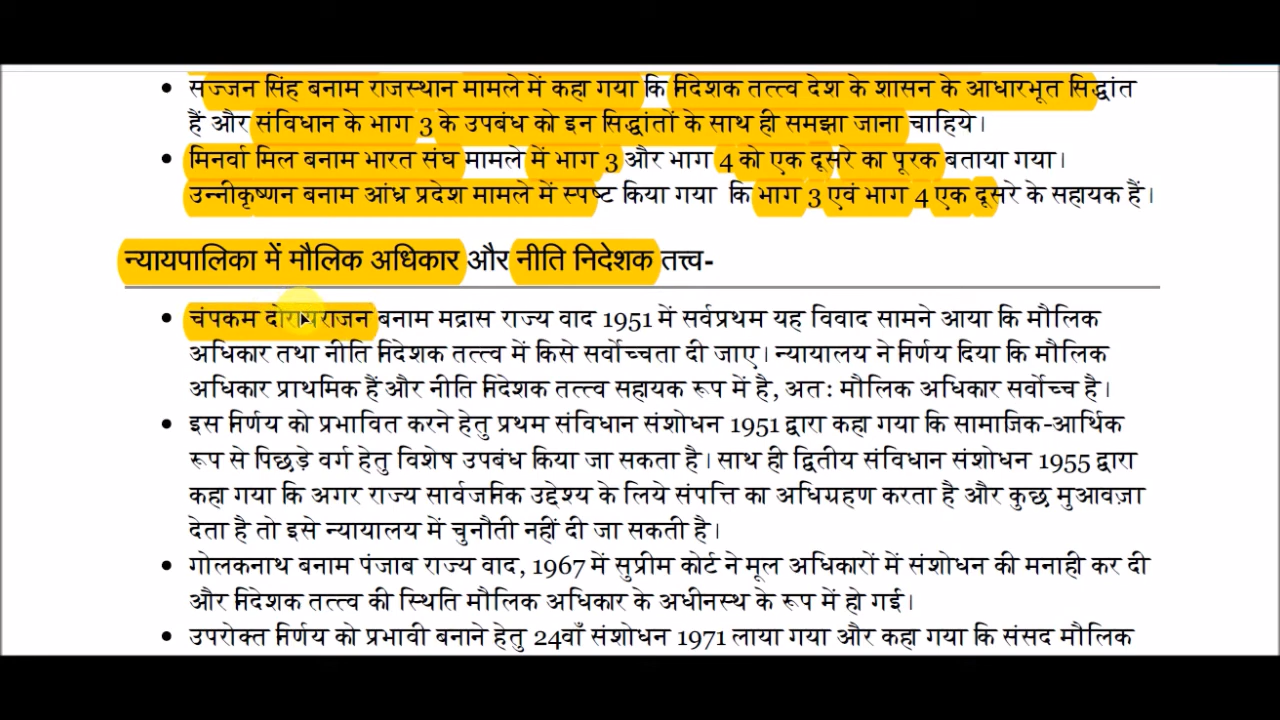 सज्जन सिंह बनाम राजस्थान मामले में कहा गया कि निदेशक तत्त्व देश के शासन के आधारभूत सिद्धांत
हैं और संविधान के भाग 3 के उपबंध को इन सिद्धांतों के साथ ही समझा जाना चाहिये।
मिनर्वा मिल बनाम भारत संघ मामले में भाग 3 और भाग 4 को एक दूसरे का पूरक बताया गया।
उन्नीकृष्णन बनाम आंध्र प्रदेश मामले में स्पष्ट किया गया कि भाग 3 एवं भाग 4 एक दूसरे के सहायक हैं।
न्यायपालिका में मौलिक अधिकार और नीति निदेशक तत्त्व-
चंपकम दोरायराजन बनाम मद्रास राज्य वाद 1951 में सर्वप्रथम यह विवाद सामने आया कि मौलिक
अधिकार तथा नीति निदेशक तत्त्व में किसे सर्वोच्चता दी जाए। न्यायालय ने निर्णय दिया कि मौलिक
अधिकार प्राथमिक हैं और नीति निदेशक तत्त्व सहायक रूप में है, अतः मौलिक अधिकार सर्वोच्च है।
इस निर्णय को प्रभावित करने हेतु प्रथम संविधान संशोधन 1951 द्वारा कहा गया कि सामाजिक-आर्थिक
रूप से पिछड़े वर्ग हेतु विशेष उपबंध किया जा सकता है। साथ ही द्वितीय संविधान संशोधन 1955 द्वारा
कहा गया कि अगर राज्य सार्वजनिक उद्देश्य के लिये संपत्ति का अधिग्रहण करता है और कुछ मुआवज़ा
देता है तो इसे न्यायालय में चुनौती नहीं दी जा सकती है।
गोलकनाथ बनाम पंजाब राज्य वाद, 1967 में सुप्रीम कोर्ट ने मूल अधिकारों में संशोधन की मनाही कर दी
और निदेशक तत्त्व की स्थिति मौलिक अधिकार के अधीनस्थ के रूप में हो गई।
उपरोक्त निर्णय को प्रभावी बनाने हेतु 24वाँ संशोधन 1971 लाया गया और कहा गया कि संसद मौलिक